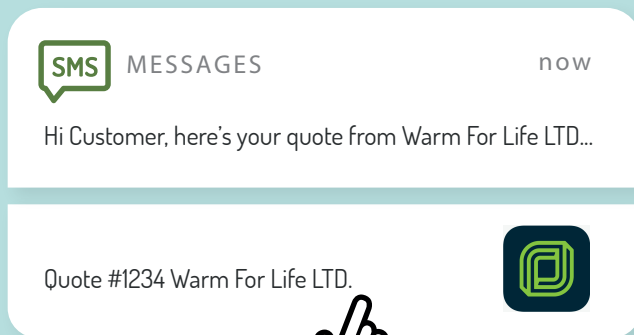 SMS MESSAGES now
Hi Customer, here's your quote from Warm For Life LTD...
Quote #1234 Warm For Life LTD.